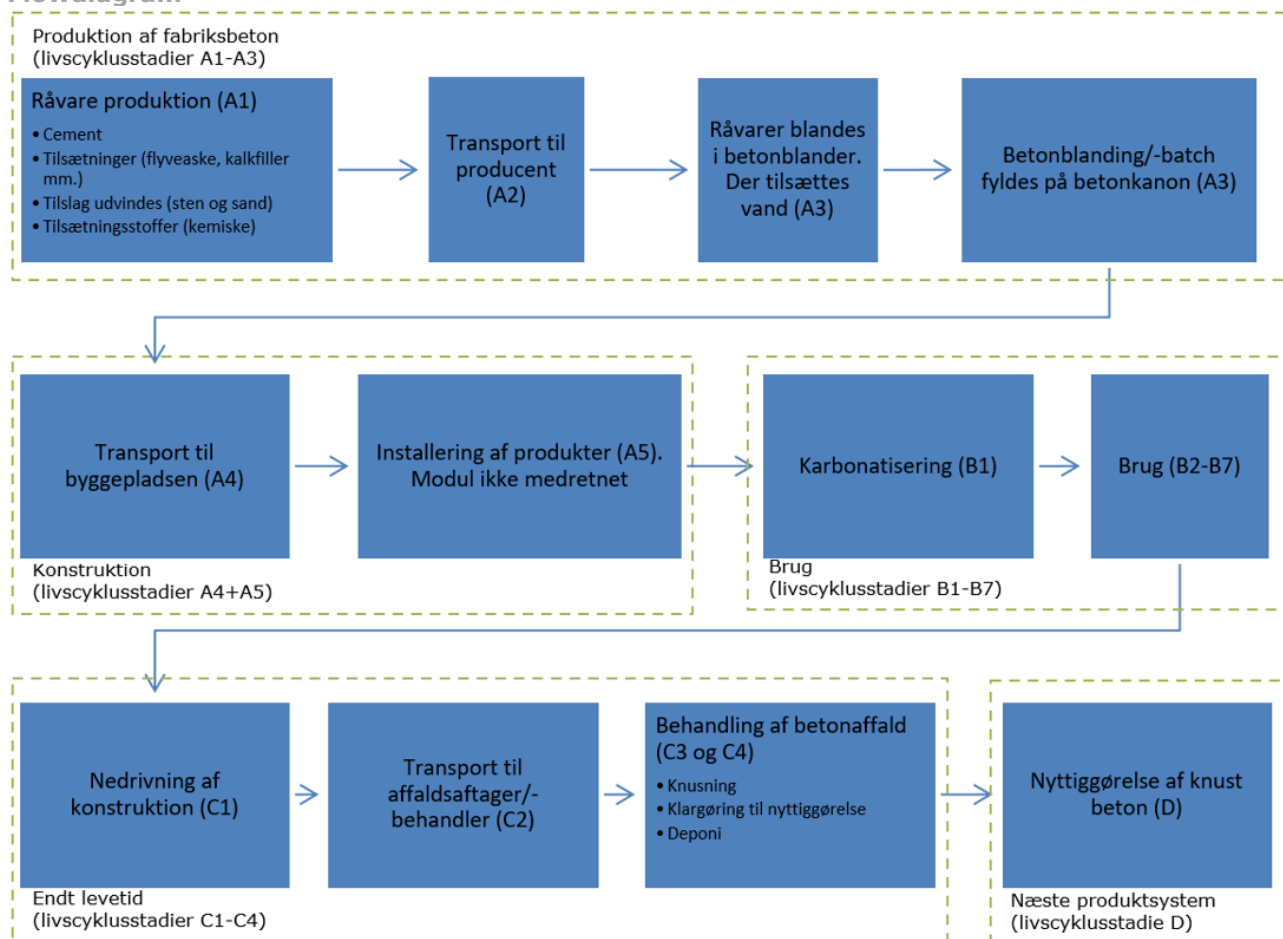 Produktion af fabriksbeton
(livscyklusstadier A1-A3)
Råvare produktion (A1)
• Cement
• Tilsætninger (flyveaske, kalkfiller
mm.)
• Tilslag udvindes (sten og sand)
• Tilsætningsstoffer (kemiske)
Transport til
producent
(A2)
Råvarer blandes
i betonblander.
Der tilsættes
vand (A3)
Betonblanding/-batch
fyldes på betonkanon (A3)
Transport til
byggepladsen (A4)
Installering af produkter (A5).
Modul ikke medretnet
Konstruktion
(livscyklusstadier A4+A5)
Karbonatisering (B1)
Brug (B2-B7)
Brug
(livscyklusstadier B1-B7)
Nedrivning af
konstruktion (C1)
Transport til
affaldsaftager/-
behandler (C2)
Behandling af betonaffald
(C3 og C4)
• Knusning
• Klargøring til nyttiggørelse
• Deponi
Endt levetid
(livscyklusstadier C1-C4)
Nyttiggørelse af knust
beton (D)
Næste produktsystem
(livscyklusstadie D)